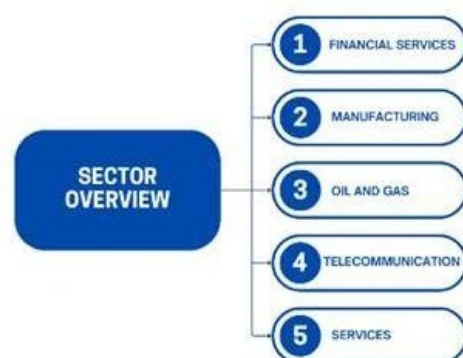 SECTOR
OVERVIEW
1 FINANCIAL SERVICES
2 MANUFACTURING
3 OIL AND GAS
4 TELECOMMUNICATION
5 SERVICES